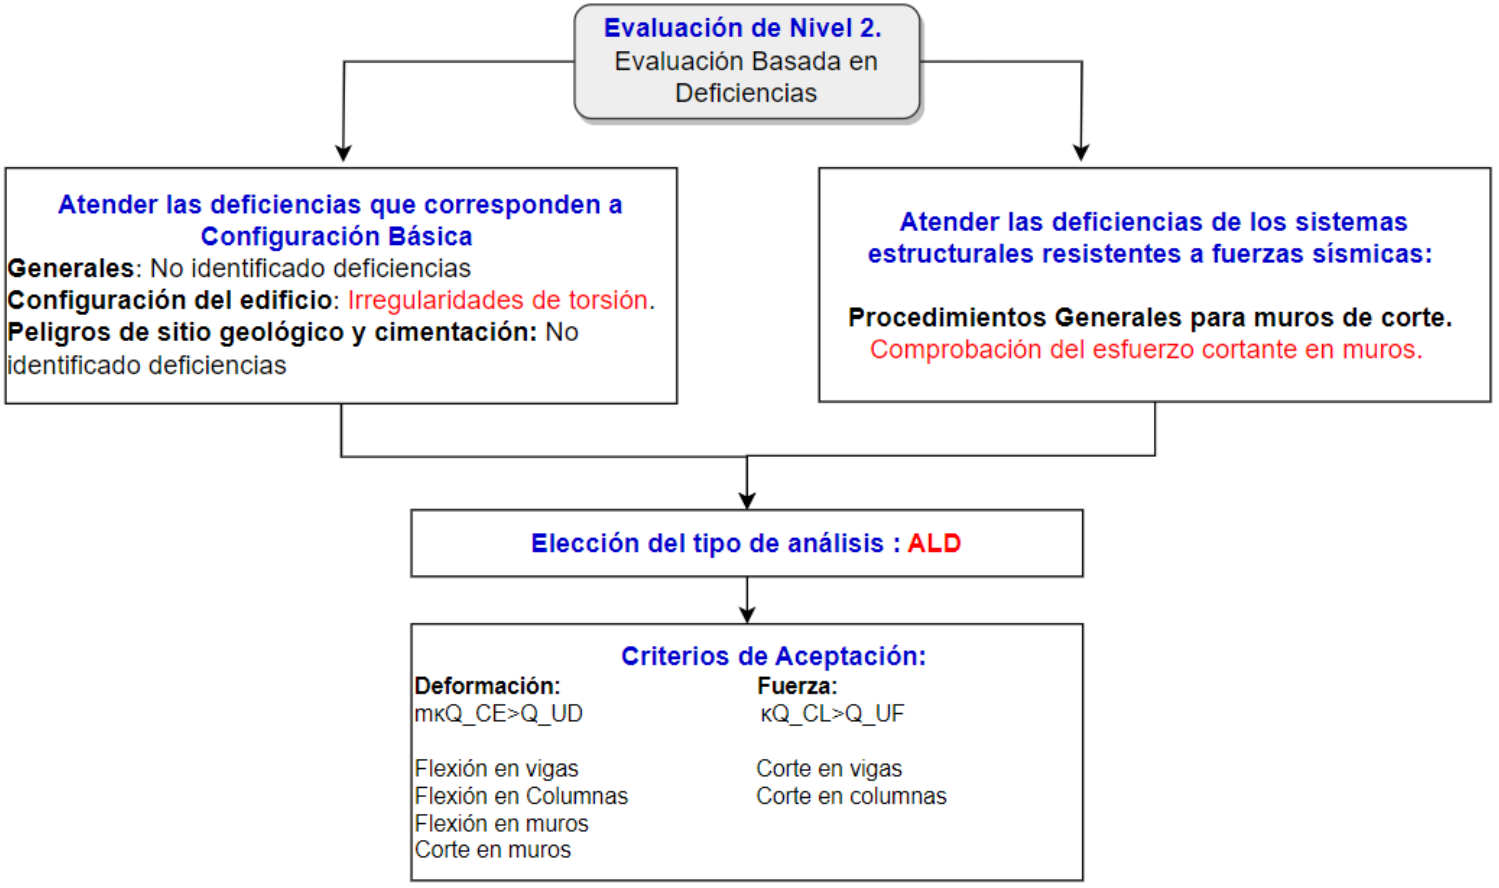 Evaluación de Nivel 2.
Evaluación Basada en
Deficiencias
Atender las deficiencias que corresponden a
Configuración Básica
Generales: No identificado deficiencias
Configuración del edificio: Irregularidades de torsión.
Peligros de sitio geológico y cimentación: No
identificado deficiencias
Atender las deficiencias de los sistemas
estructurales resistentes a fuerzas sísmicas:
Procedimientos Generales para muros de corte.
Comprobación del esfuerzo cortante en muros.
Elección del tipo de análisis : ALD
Criterios de Aceptación:
Deformación:
mκQ_CE>Q_UD
Flexión en vigas
Flexión en Columnas
Flexión en muros
Corte en muros
Fuerza:
κQ_CL>Q_UF
Corte en vigas
Corte en columnas